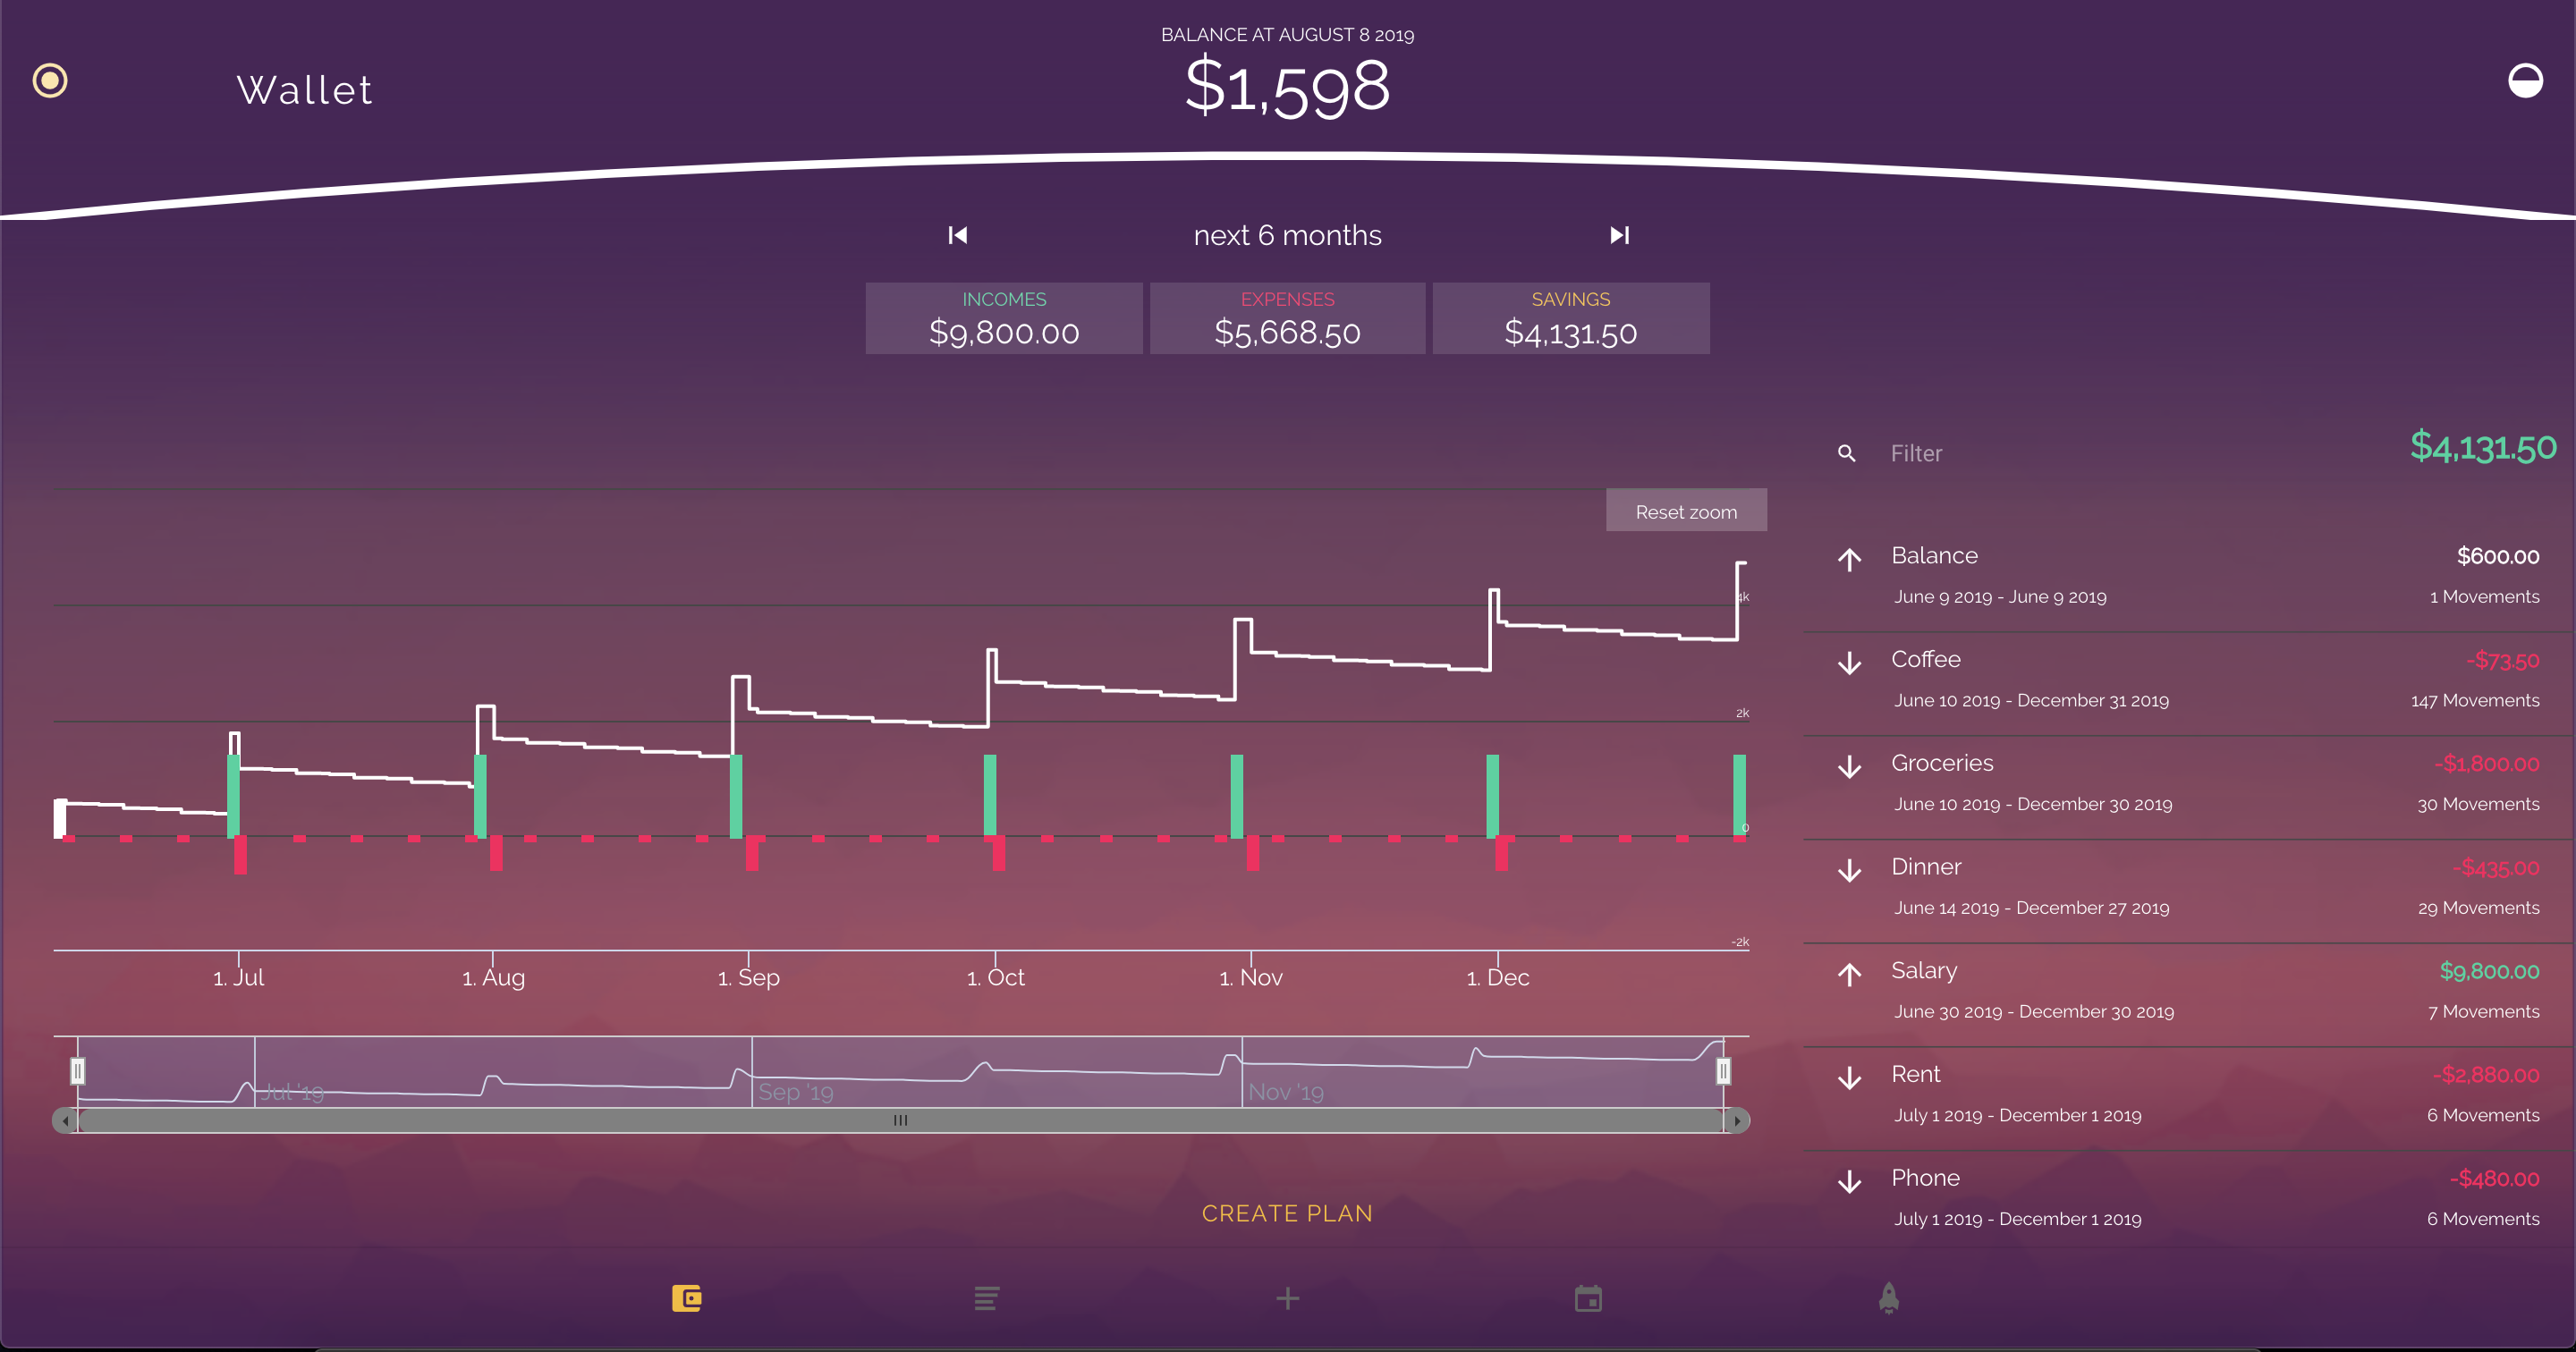 BALANCE AT AUGUST 8 2019
Wallet
$1,598
next 6 months
INCOMES
$9,800.00
EXPENSES
$5,668.50
SAVINGS
$4,131.50
Filter
$4,131.50
Reset zoom
4k
2k
0
-2k
1. Jul
1. Aug
1. Sep
1. Oct
1. Nov
1. Dec
Jul '19
Sep '19
Nov '19
Balance
$600.00
June 9 2019 - June 9 2019
1 Movements
Coffee
-$73.50
June 10 2019 - December 31 2019
147 Movements
Groceries
-$1,800.00
June 10 2019 - December 30 2019
30 Movements
Dinner
-$435.00
June 14 2019 - December 27 2019
29 Movements
Salary
$9,800.00
June 30 2019 - December 30 2019
7 Movements
Rent
-$2,880.00
July 1 2019 - December 1 2019
6 Movements
Phone
-$480.00
July 1 2019 - December 1 2019
6 Movements
CREATE PLAN